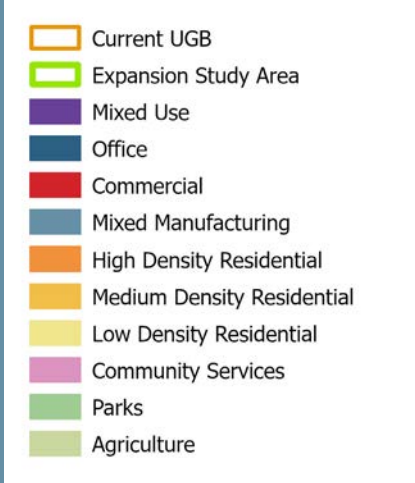 Current UGB
Expansion Study Area
Mixed Use
Office
Commercial
Mixed Manufacturing
High Density Residential
Medium Density Residential
Low Density Residential
Community Services
Parks
Agriculture